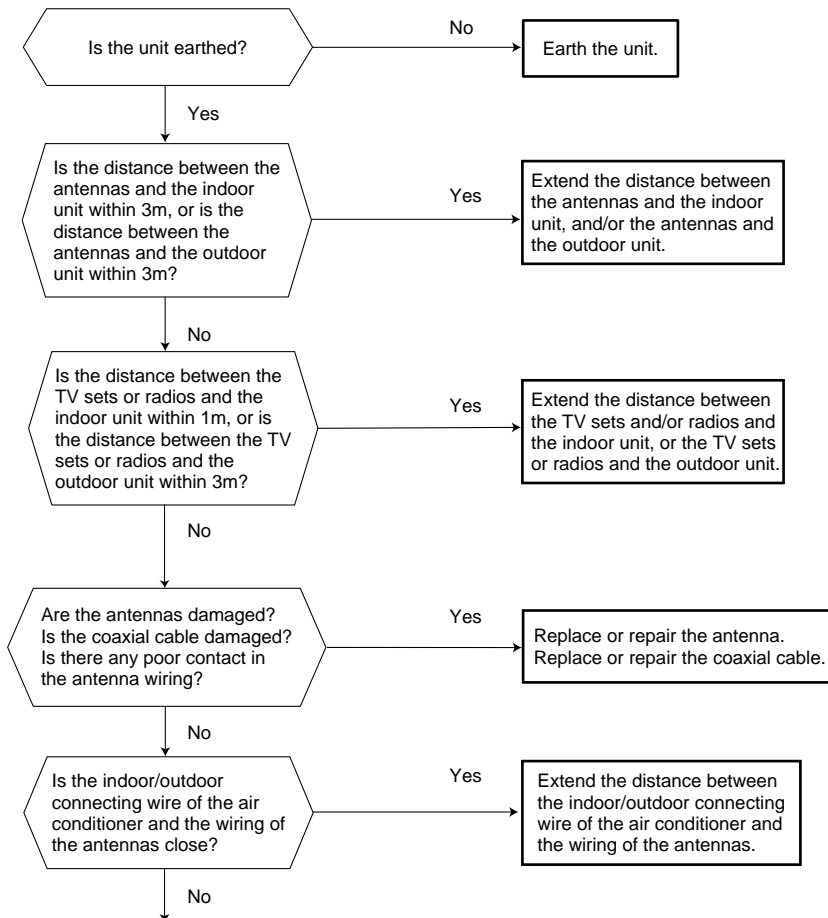 Is the unit earthed?
No
Earth the unit.
Yes
Is the distance between the
antennas and the indoor
unit within 3m, or is the
distance between the
antennas and the outdoor
unit within 3m?
Yes
Extend the distance between
the antennas and the indoor
unit, and/or the antennas and
the outdoor unit.
No
Is the distance between the
TV sets or radios and the
indoor unit within 1m, or is
the distance between the TV
sets or radios and the
outdoor unit within 3m?
Yes
Extend the distance between
the TV sets and/or radios and
the indoor unit, or the TV sets
or radios and the outdoor unit.
No
Are the antennas damaged?
Is the coaxial cable damaged?
Is there any poor contact in
the antenna wiring?
Yes
Replace or repair the antenna.
Replace or repair the coaxial cable.
No
Is the indoor/outdoor
connecting wire of the air
conditioner and the wiring of
the antennas close?
Yes
Extend the distance between
the indoor/outdoor connecting
wire of the air conditioner and
the wiring of the antennas.
No